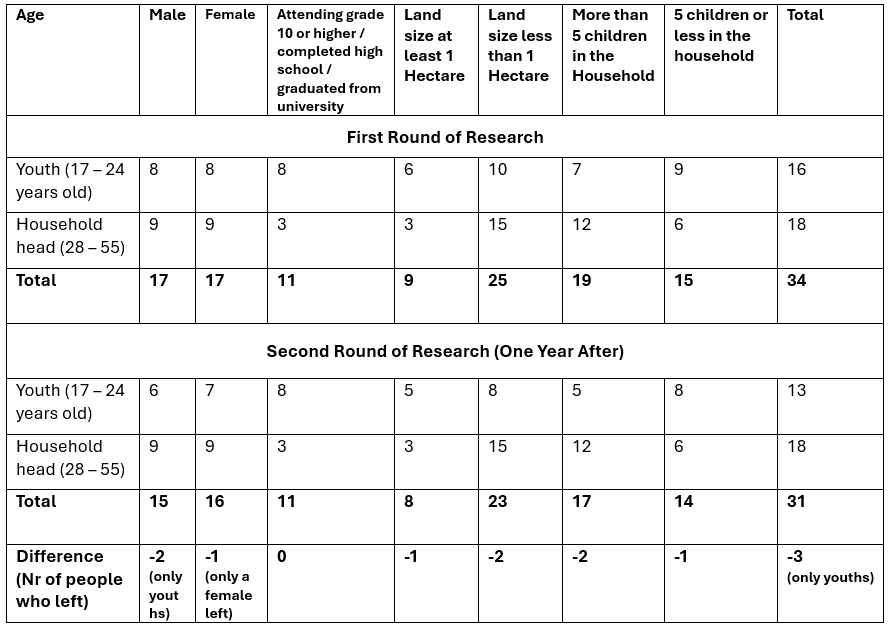 Age Male Female Attending grade Land Land More than 5 children or Total
10 or higher / size at size less 5 children less in the
completed high least 1 than 1 in the household
school / Hectare Hectare Household
graduated from
university
First Round of Research
Youth (17 – 24 8 8 8 6 10 7 9 16
years old)
Household 9 9 3 3 15 12 6 18
head (28 – 55)
Total 17 17 11 9 25 19 15 34
Second Round of Research (One Year After)
Youth (17 – 24 6 7 8 5 8 5 8 13
years old)
Household 9 9 3 3 15 12 6 18
head (28 – 55)
Total 15 16 11 8 23 17 14 31
Difference -2 -1 0 -1 -2 -2 -1 -3
(Nr of people (only (only a (only youths)
who left) yout female
hs) left)